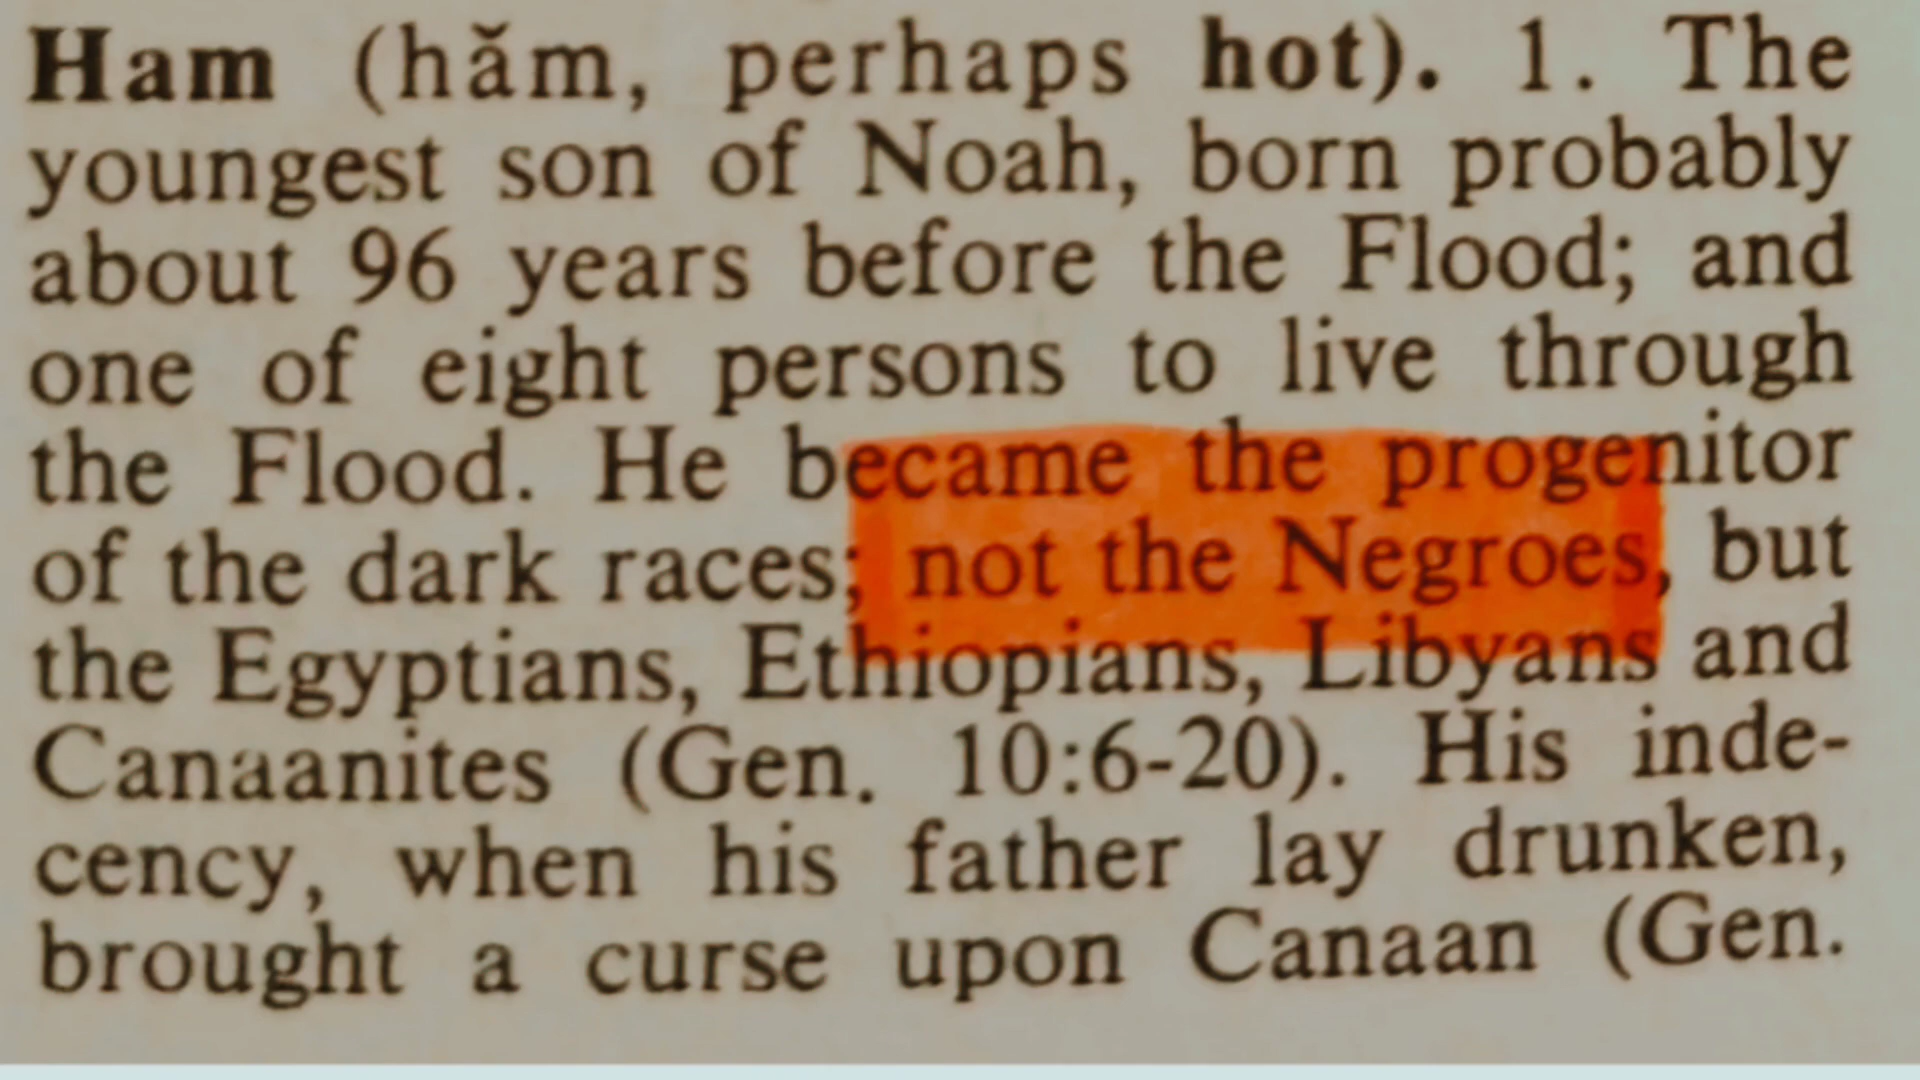 Ham (hăm, perhaps hot). 1. The
youngest son of Noah, born probably
about 96 years before the Flood; and
one of eight persons to live through
the Flood. He became the progenitor
of the dark races; not the Negroes, but
the Egyptians, Ethiopians, Libyans and
Canaanites (Gen. 10:6-20). His inde-
cency, when his father lay drunken,
brought a curse upon Canaan (Gen.